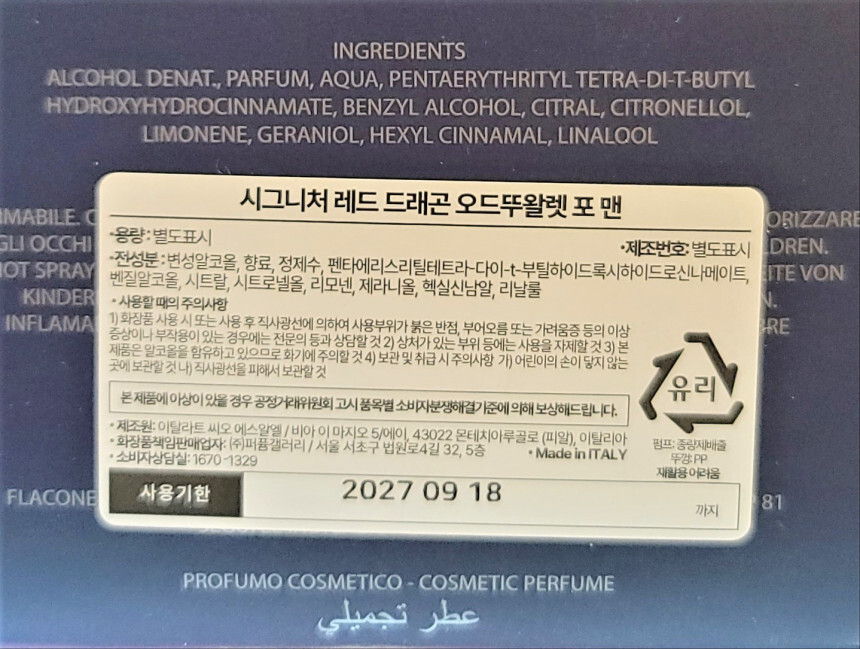 INGREDIENTS
ALCOHOL DENAT., PARFUM, AQUA, PENTAERYTHRITYL TETRA-DI-T-BUTYL
HYDROXYHYDROCINNAMATE, BENZYL ALCOHOL, CITRAL, CITRONELLOL,
LIMONENE, GERANIOL, HEXYL CINNAMAL, LINALOOL
시그니처 레드 드래곤 오드뚜왈렛 포 맨
•용량 : 별도표시
•제조번호: 별도표시
•전성분 : 변성알코올, 향료, 정제수, 펜타에리스리틸테트라-다이-t-부틸하이드록시하이드로신나메이트,
벤질알코올, 시트랄, 시트로넬올, 리모넨, 제라니올, 헥실신남알, 리날룰
• 사용할 때의 주의사항
1) 화장품 사용 시 또는 사용 후 직사광선에 의하여 사용부위가 붉은 반점, 부어오름 또는 가려움증 등의 이상
증상이나 부작용이 있는 경우에는 전문의 등과 상담할 것 2) 상처가 있는 부위 등에는 사용을 자제할 것 3) 본
제품은 알코올을 함유하고 있으므로 화기에 주의할 것 4) 보관 및 취급 시 주의사항 가) 어린이의 손이 닿지 않는
곳에 보관할 것 나) 직사광선을 피해서 보관할 것
본 제품에 이상이 있을 경우 공정거래위원회 고시 품목별 소비자분쟁해결기준에 의해 보상해드립니다.
• 제조원: 이탈라트 씨오 에스알엘 / 비아 이 마지오 5/에이, 43022 몬테치아루골로 (피알), 이탈리아
• 화장품책임판매업자: (주)퍼퓸갤러리 / 서울 서초구 법원로4길 32, 5층
• Made in ITALY
• 소비자상담실: 1670-1329
유리
펌프: 종량제배출
뚜껑: PP
재활용 어려움
사용기한
2027 09 18
까지
MMABILE.
ORIZZARE
GLI OCCHI
DREN.
NOT SPRAY
EITE VON
KINDER
N.
INFLAMA
BRE
FLACONE
81
PROFUMO COSMETICO - COSMETIC PERFUME
عطر تجميلي